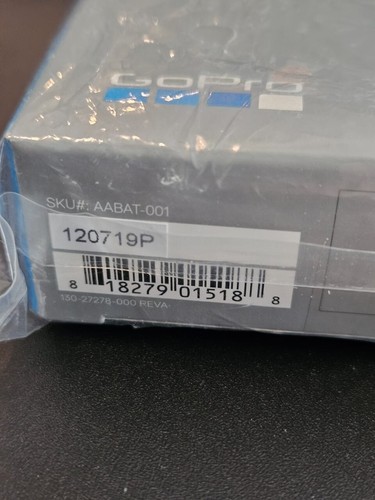 GoPro
SKU#: AABAT-001
120719P
8 18279 01518 8
130-27278-000 REVA